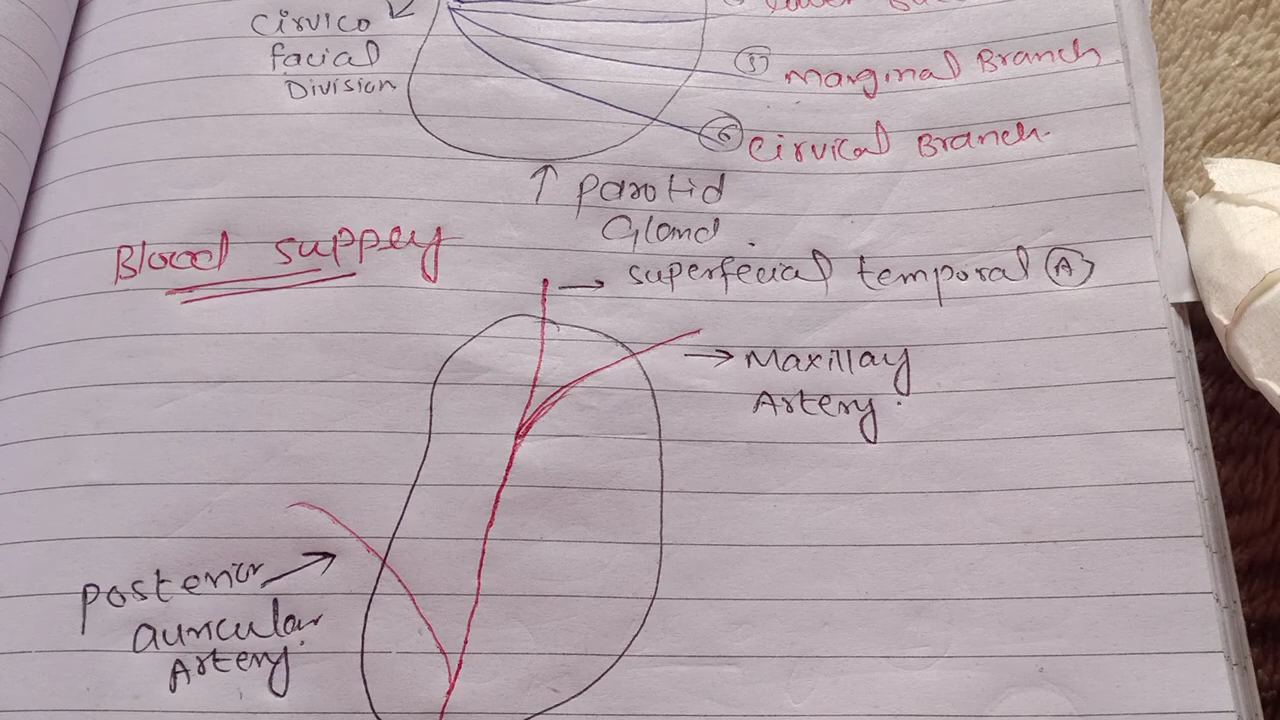 Cirvico
facial
Division
5 Marginal Branch
6 Cirvical Branch.
↑ Parotid
Gland.
Blood supply
→ superfecial temporal (A)
→ Maxillay
Artery.
Posterior
auricular
Artery.